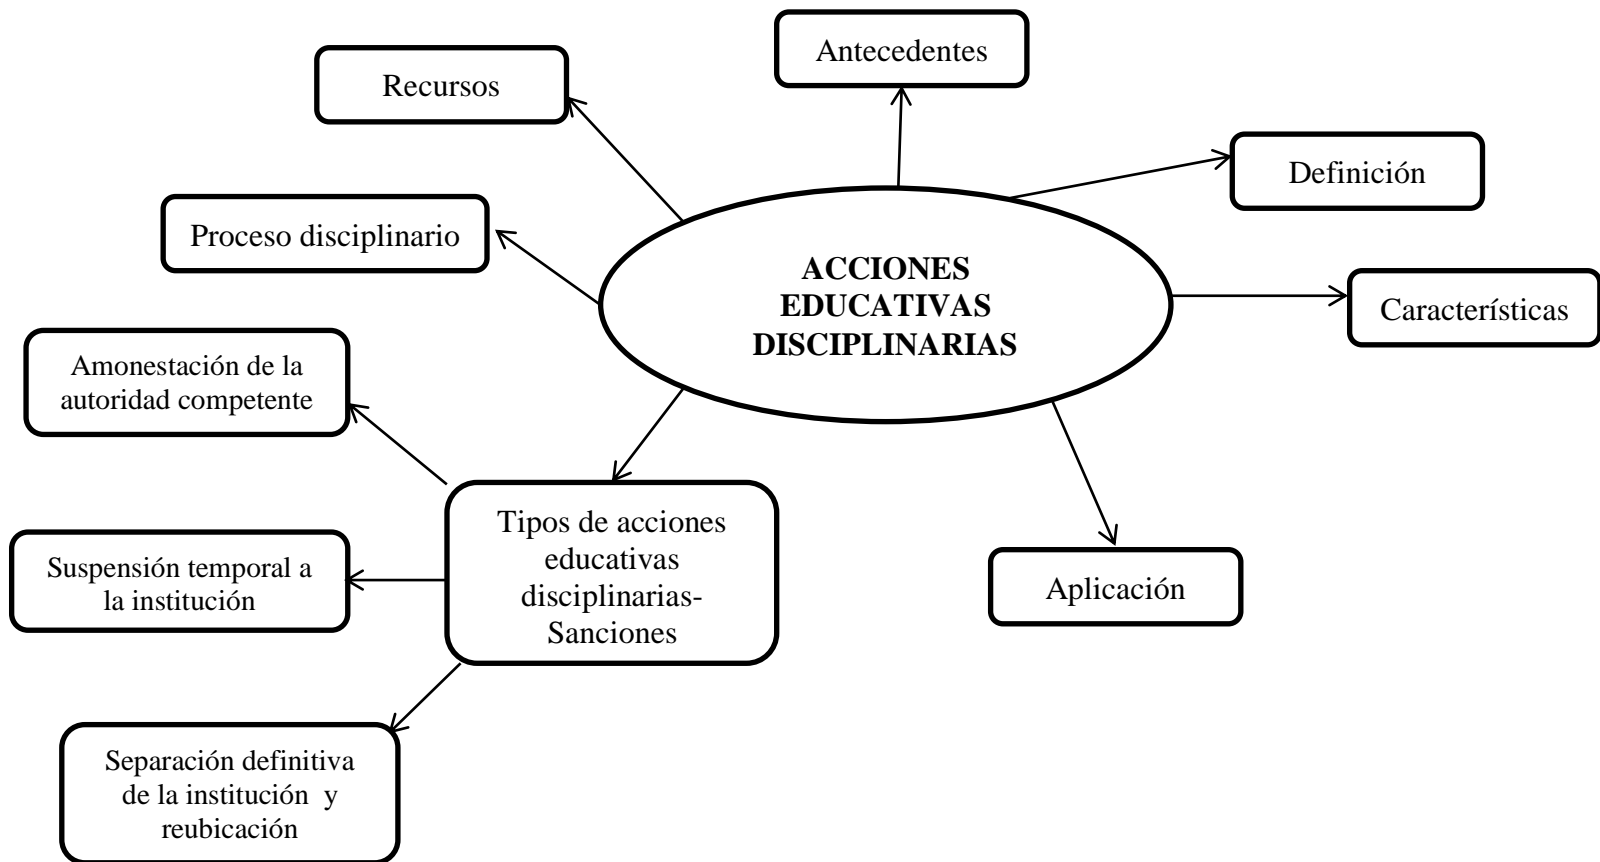 Antecedentes
Recursos
Definición
Proceso disciplinario
ACCIONES
EDUCATIVAS
DISCIPLINARIAS
Características
Amonestación de la
autoridad competente
Tipos de acciones
educativas
disciplinarias-
Sanciones
Suspensión temporal a
la institución
Aplicación
Separación definitiva
de la institución y
reubicación